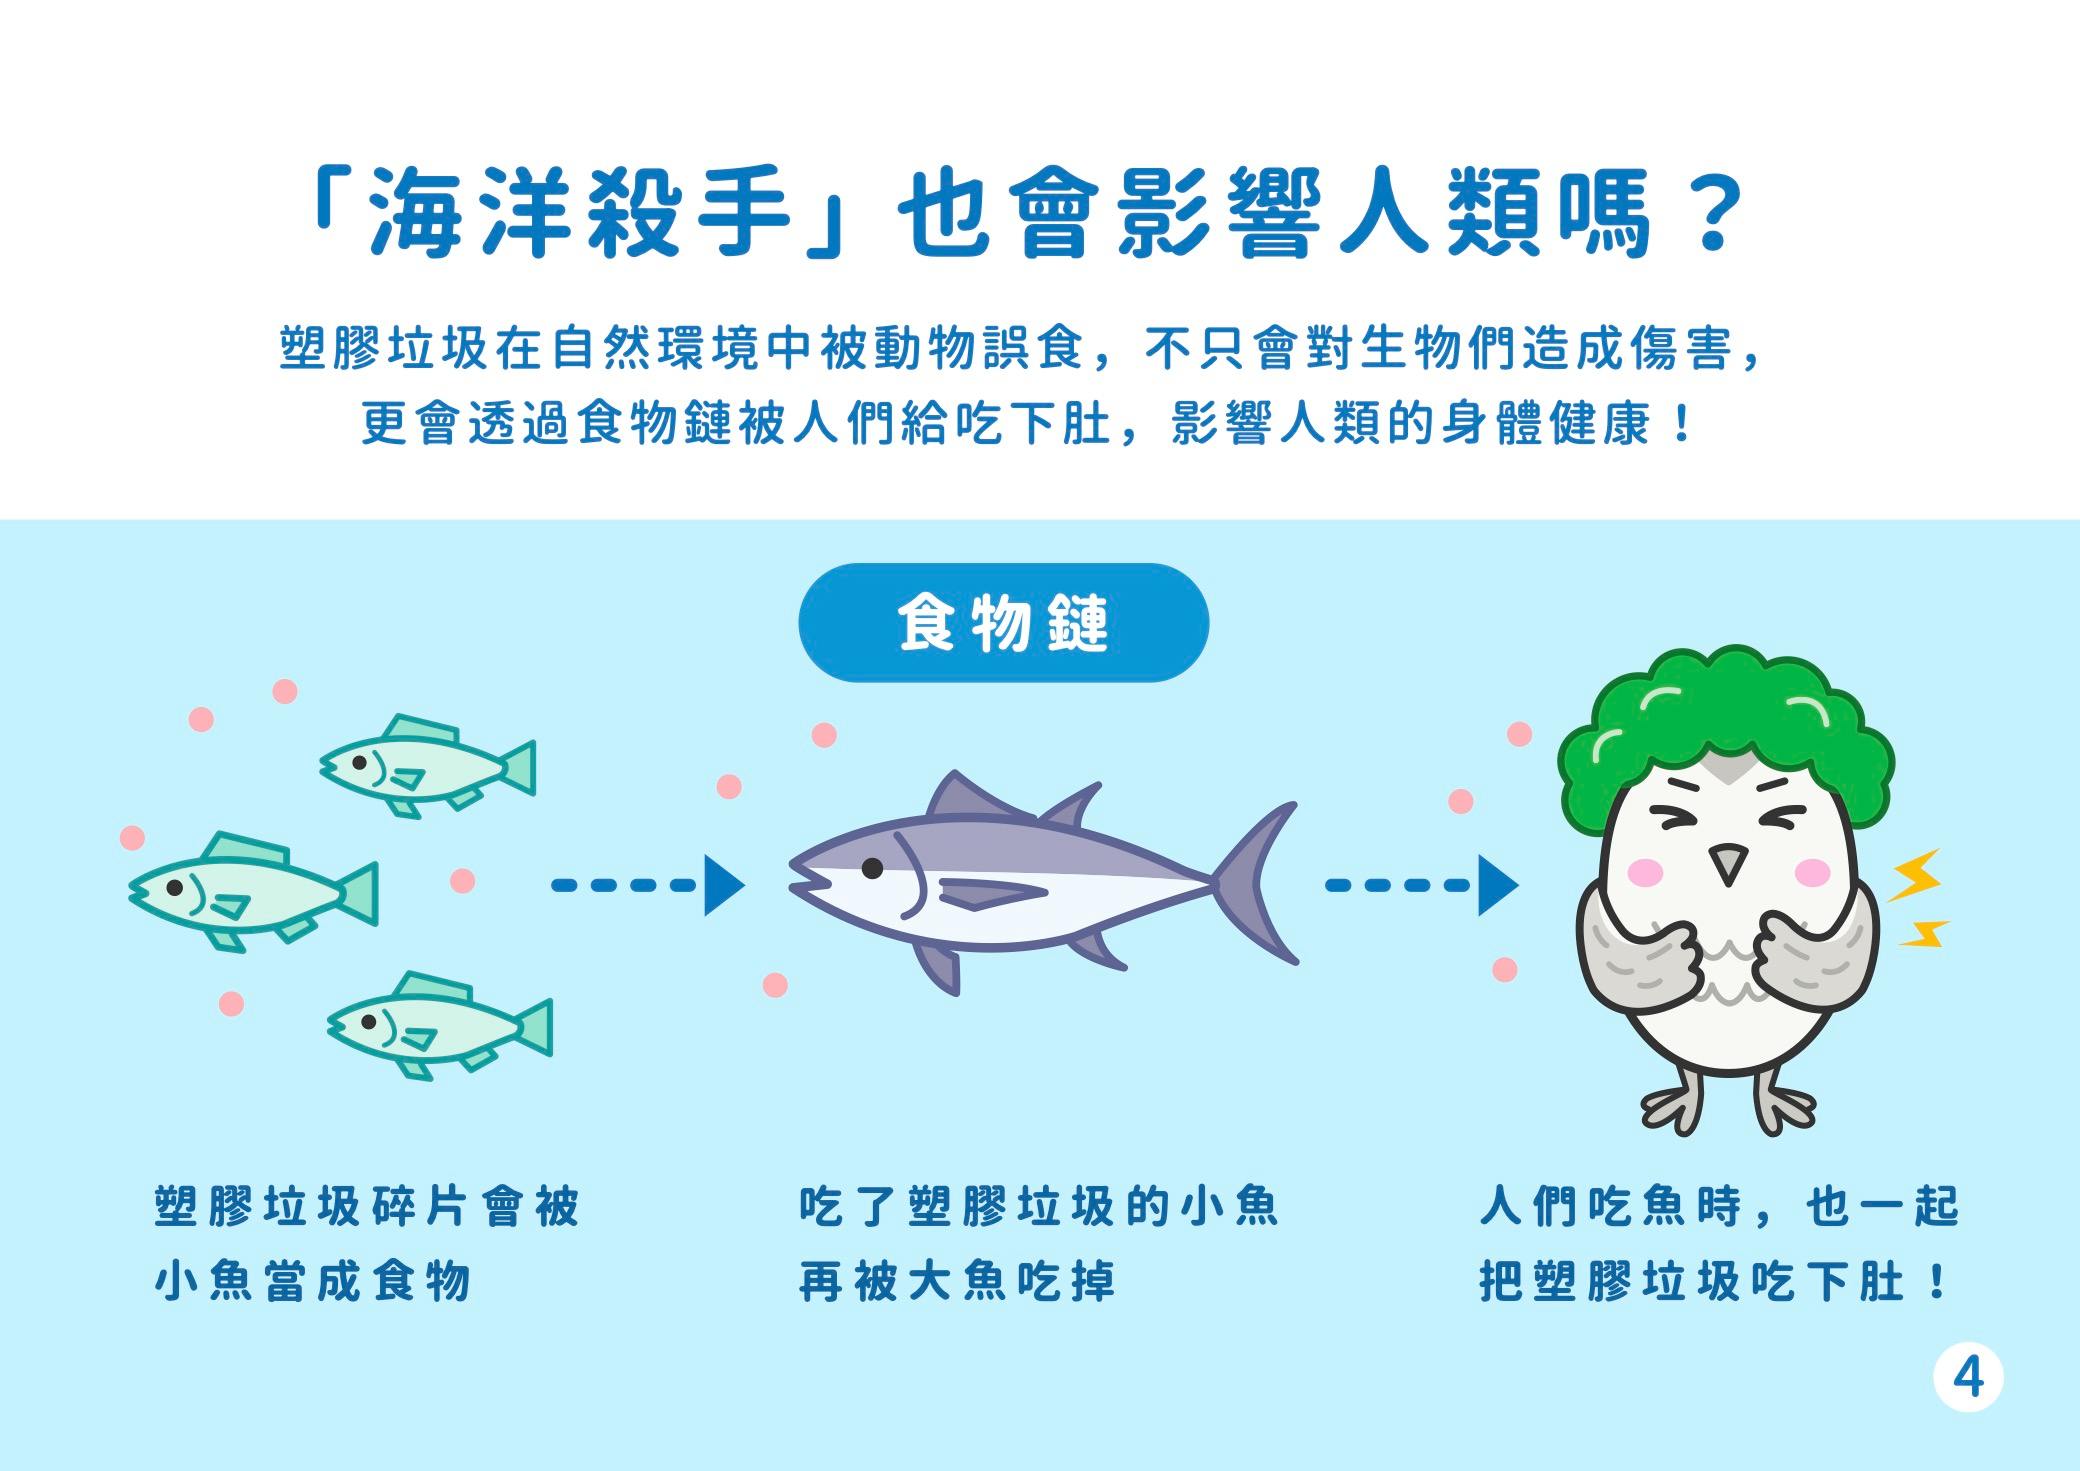 「海洋殺手」也會影響人類嗎？
塑膠垃圾在自然環境中被動物誤食，不只會對生物們造成傷害，
更會透過食物鏈被人們給吃下肚，影響人類的身體健康！
食物鏈
塑膠垃圾碎片會被
小魚當成食物
吃了塑膠垃圾的小魚
再被大魚吃掉
人們吃魚時，也一起
把塑膠垃圾吃下肚！
4